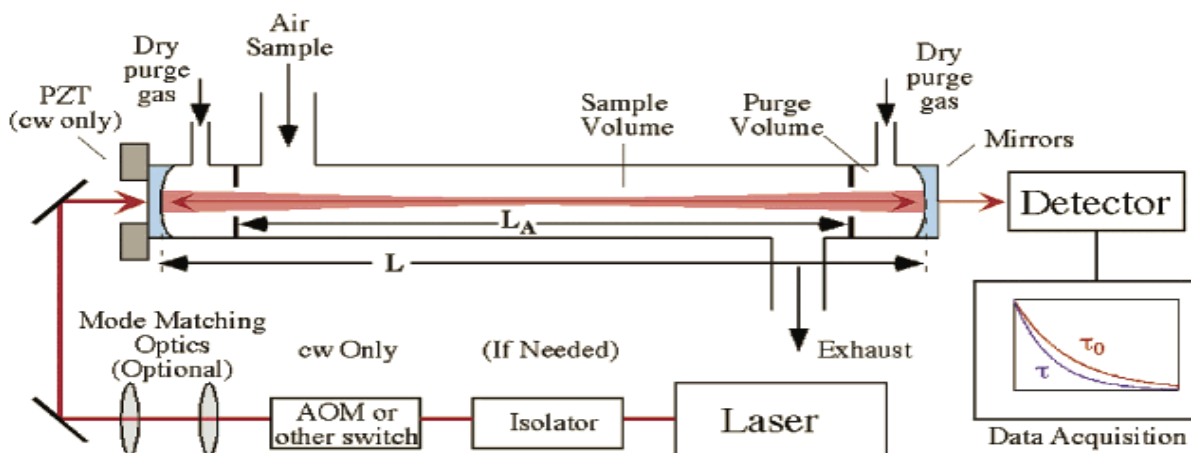 Air
Sample
Dry
purge
gas
Dry
purge
gas
PZT
(cw only)
Sample
Volume
Purge
Volume
Mirrors
Detector
L_A
L
Mode Matching
Optics
(Optional)
cw Only
(If Needed)
Exhaust
AOM or
other switch
Isolator
Laser
τ₀
τ
Data Acquisition